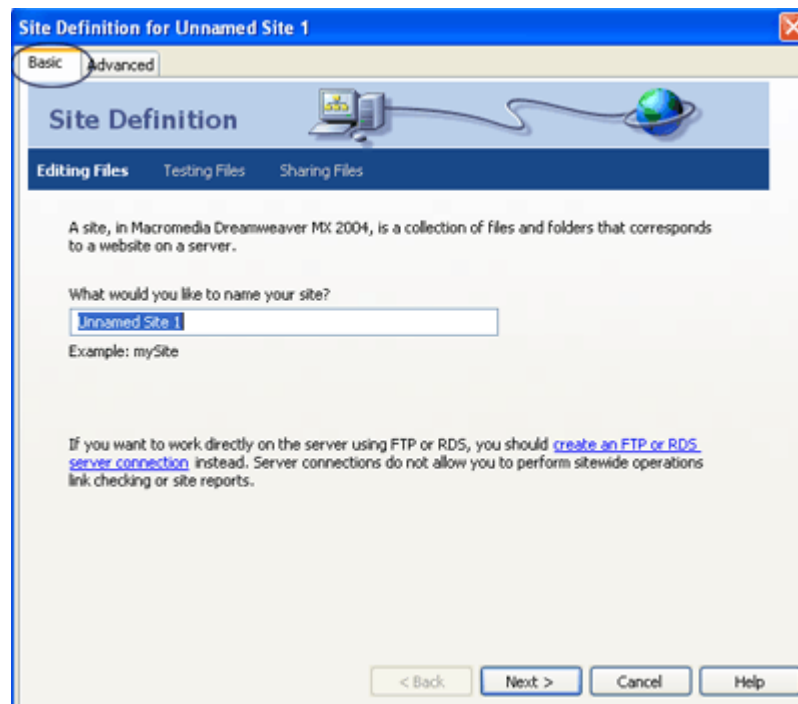 Site Definition for Unnamed Site 1
Basic Advanced
Site Definition
Editing Files Testing Files Sharing Files
A site, in Macromedia Dreamweaver MX 2004, is a collection of files and folders that corresponds
to a website on a server.
What would you like to name your site?
Unnamed Site 1
Example: mySite
If you want to work directly on the server using FTP or RDS, you should create an FTP or RDS
server connection instead. Server connections do not allow you to perform sitewide operations
link checking or site reports.
< Back Next > Cancel Help